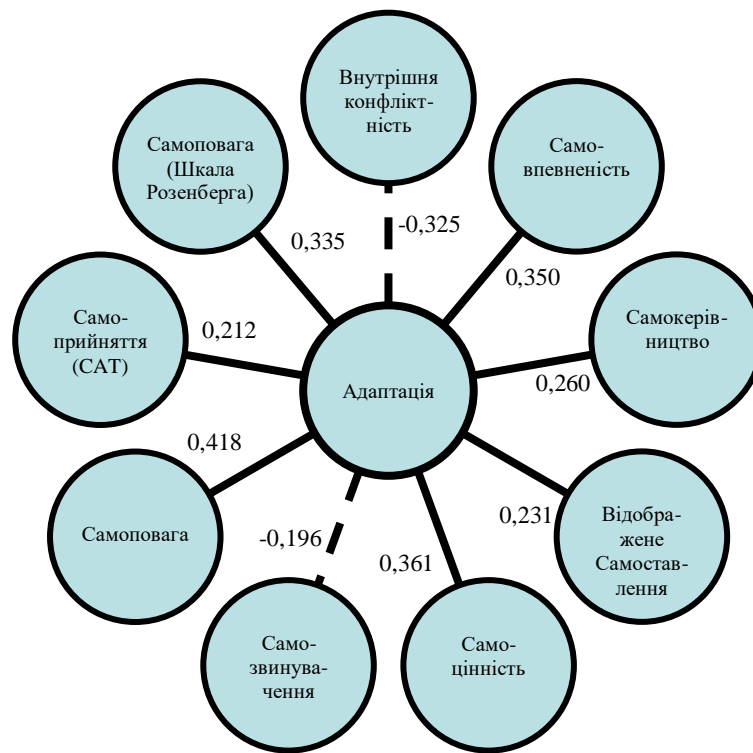 Внутрішня
конфлікт-
ність
Самоповага
(Шкала
Розенберга)
Само-
впевненість
-0,325
0,335
0,350
Само-
прийняття
(САТ)
0,212
Самокерів-
ництво
0,260
Адаптація
0,418
Самоповага
0,231
Відобра-
жене
Самостав-
лення
-0,196
0,361
Само-
звинува-
чення
Само-
цінність